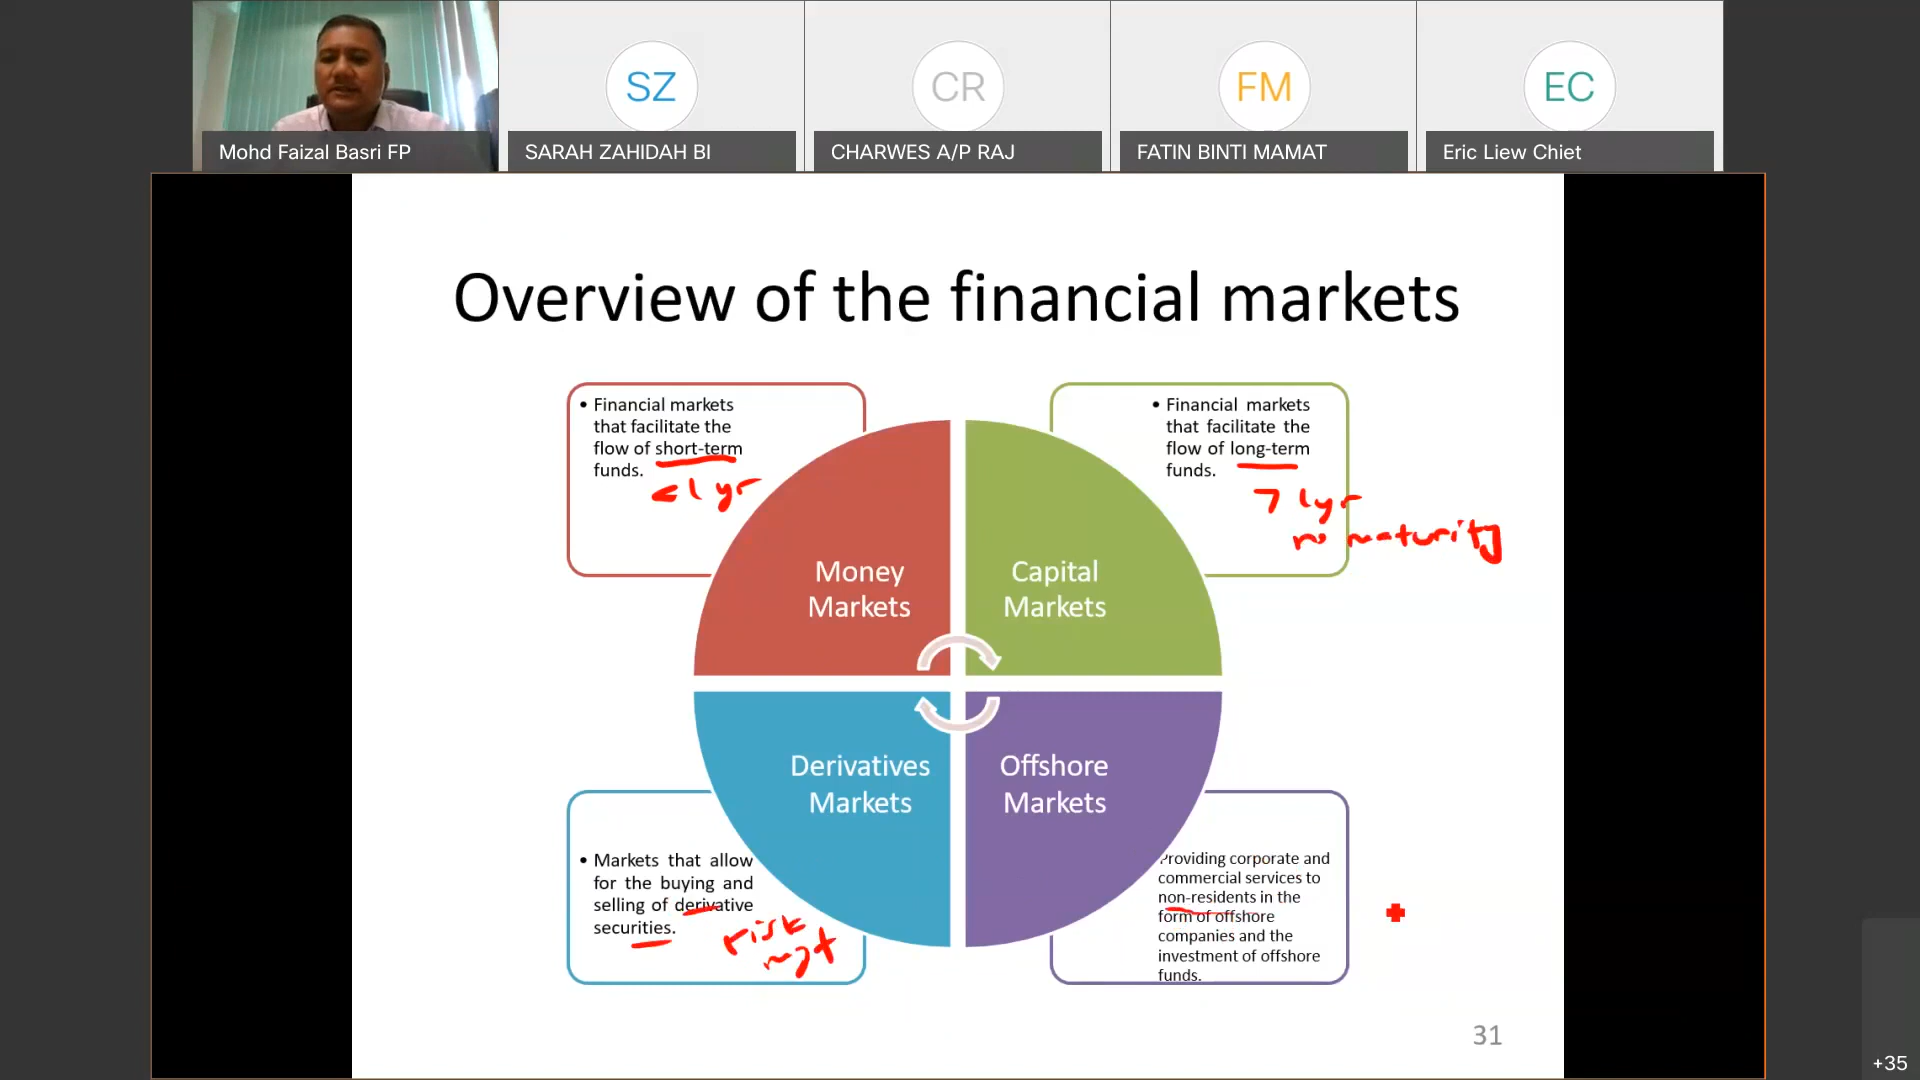 SZ
CR
FM
EC
Mohd Faizal Basri FP
SARAH ZAHIDAH BI
CHARWES A/P RAJ
FATIN BINTI MAMAT
Eric Liew Chiet
Overview of the financial markets
• Financial markets
that facilitate the
flow of short-term
funds.
< 1 yr
• Financial markets
that facilitate the
flow of long-term
funds.
> 1yr
no maturity
Money
Markets
Capital
Markets
Derivatives
Markets
Offshore
Markets
• Markets that allow
for the buying and
selling of derivative
securities.
risk
mgt
Providing corporate and
commercial services to
non-residents in the
form of offshore
companies and the
investment of offshore
funds.
31
+35